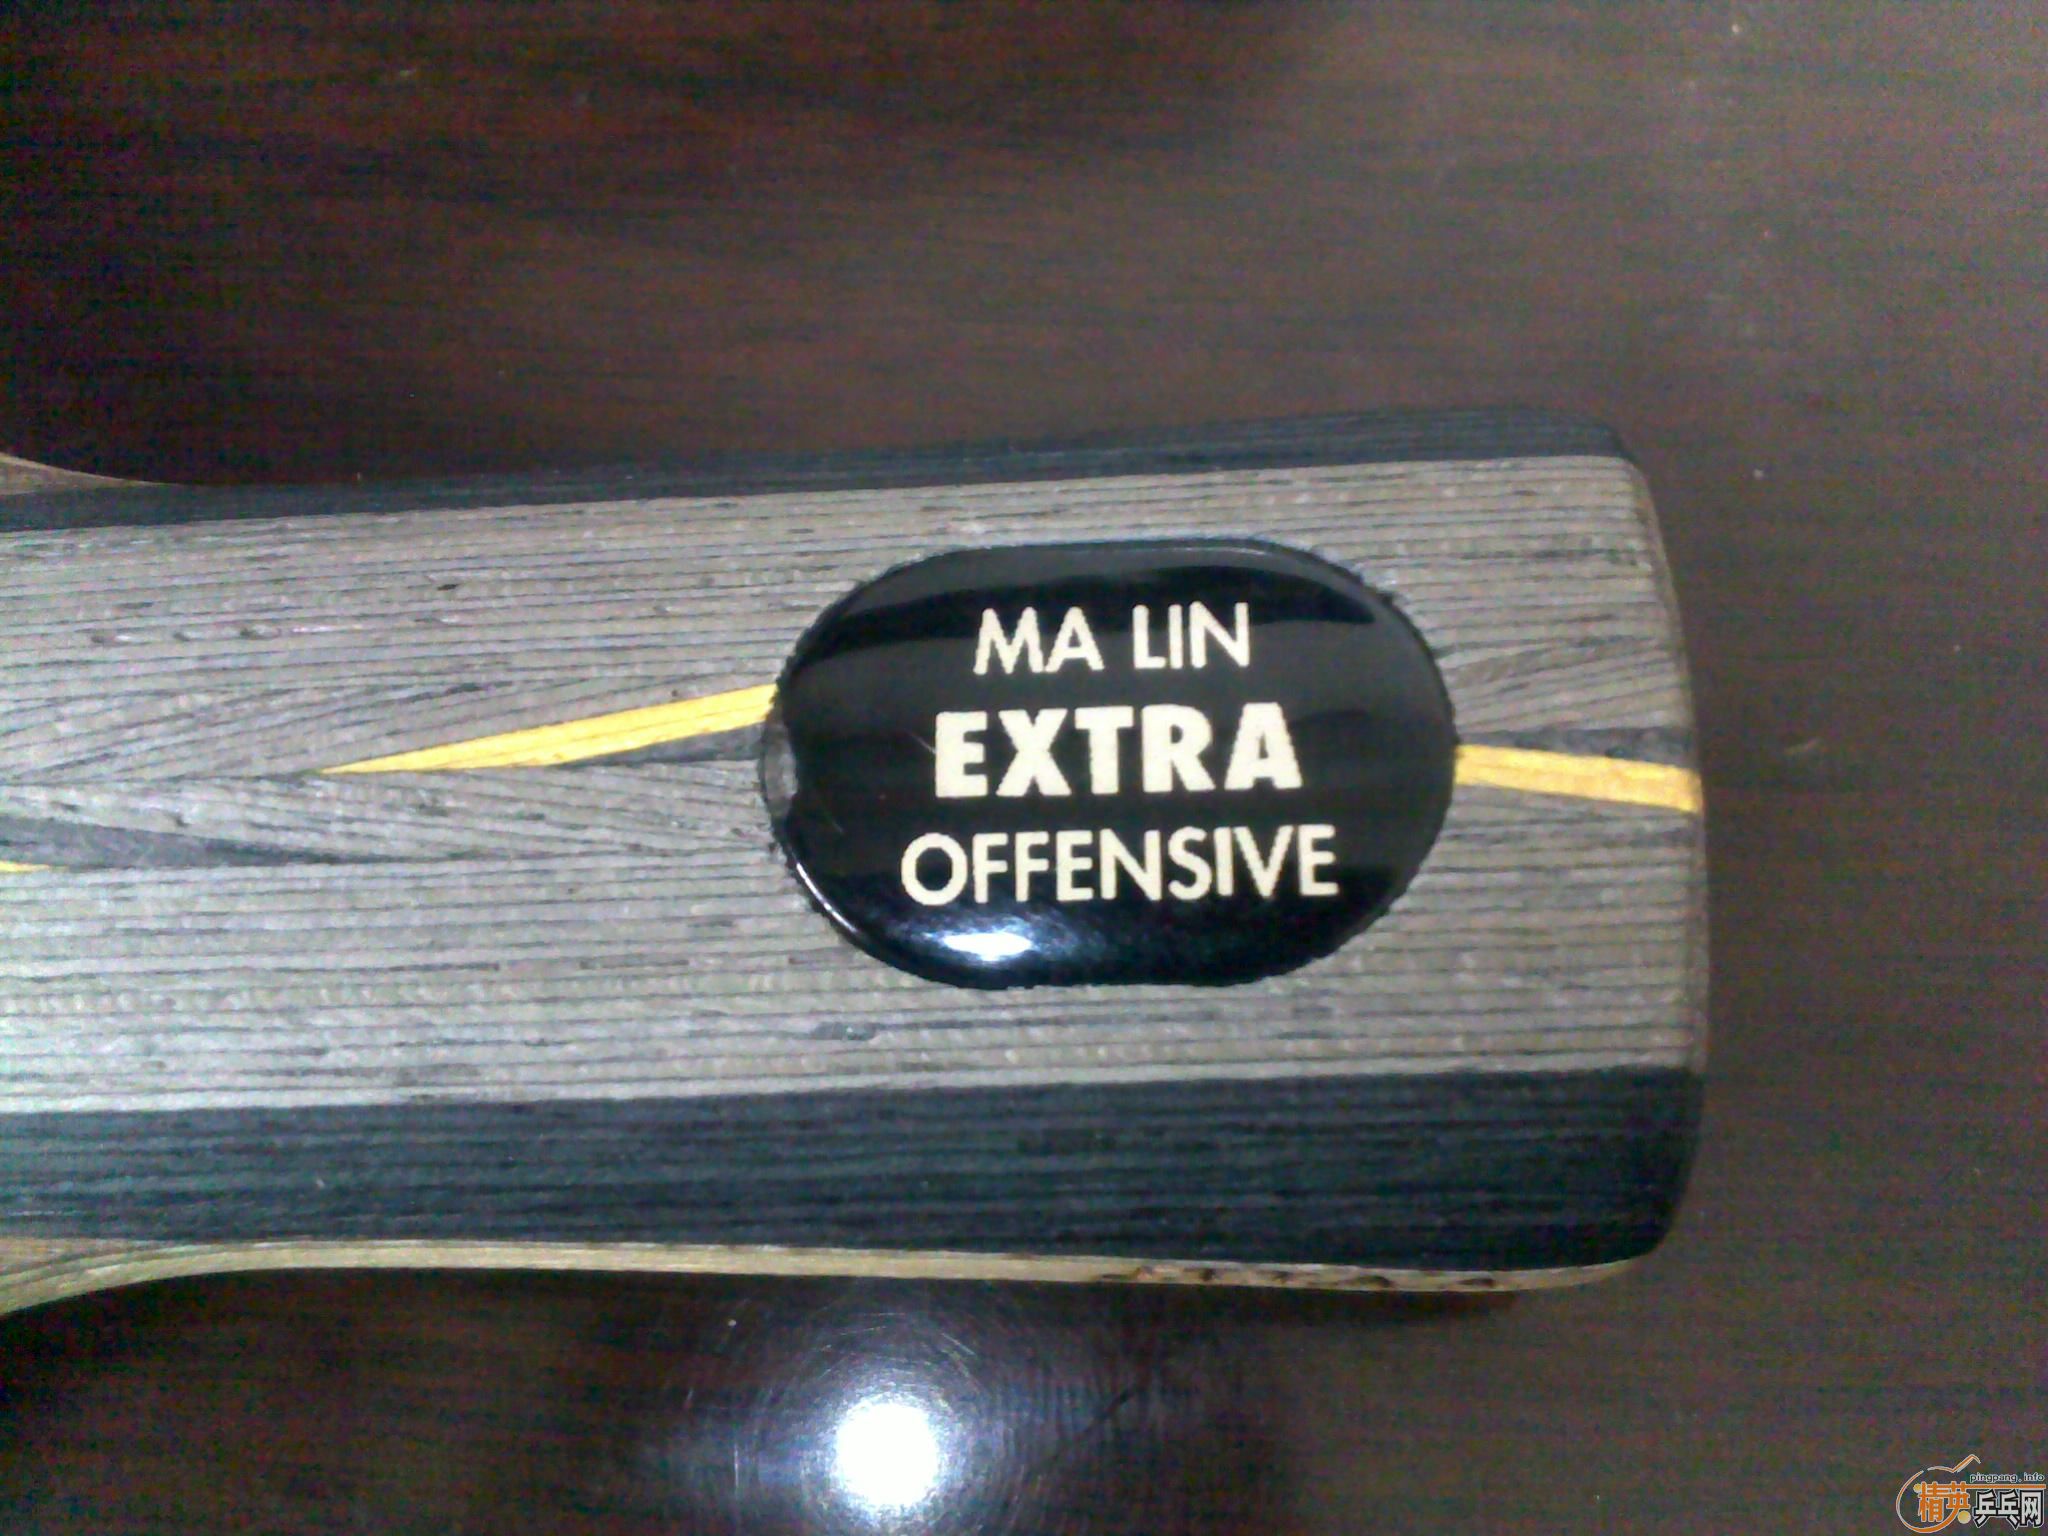 MA LIN
EXTRA
OFFENSIVE
pingpang.info
精英乒乓网